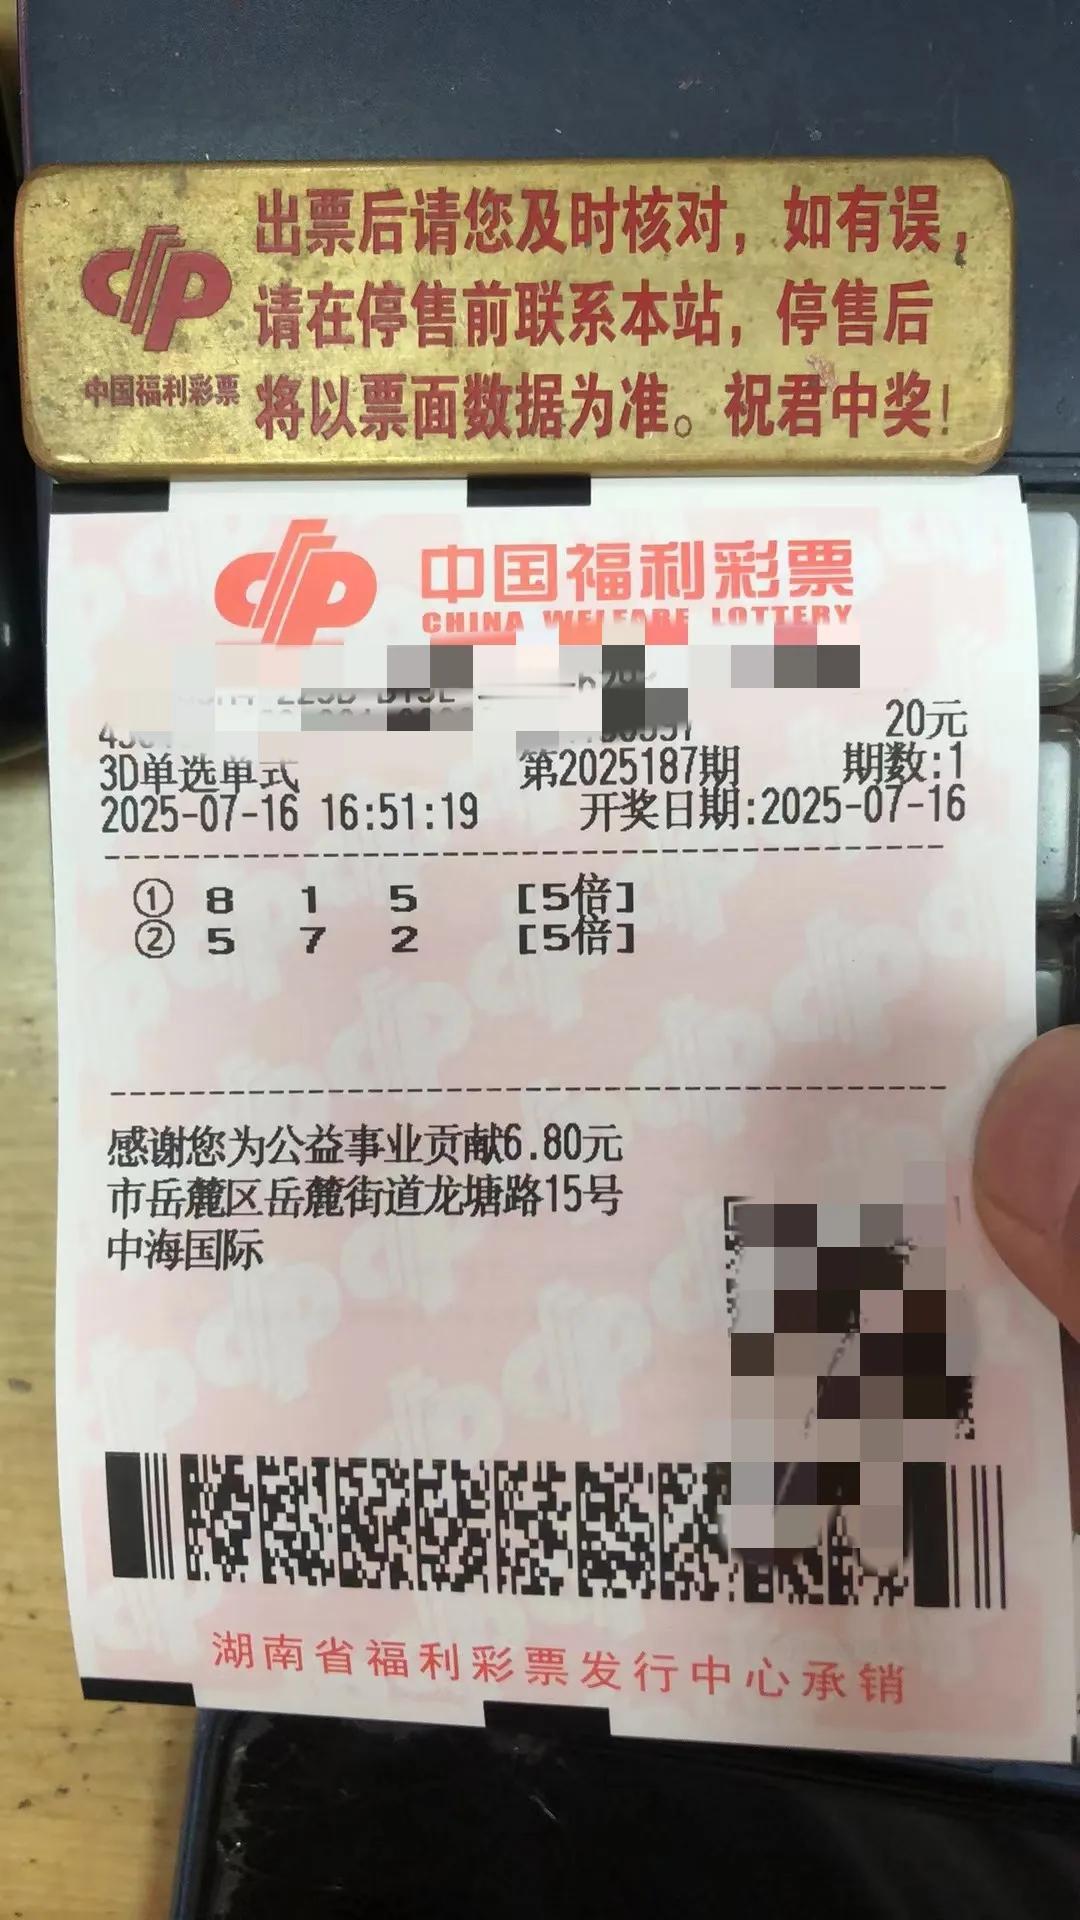 出票后请您及时核对，如有误，
请在停售前联系本站，停售后
将以票面数据为准。祝君中奖！
中国福利彩票
中国福利彩票
CHINA WELFARE LOTTERY
20元
3D单选单式 第2025187期 期数:1
2025-07-16 16:51:19 开奖日期:2025-07-16
① 8 1 5 [5倍]
② 5 7 2 [5倍]
感谢您为公益事业贡献6.80元
市岳麓区岳麓街道龙塘路15号
中海国际
湖南省福利彩票发行中心承销